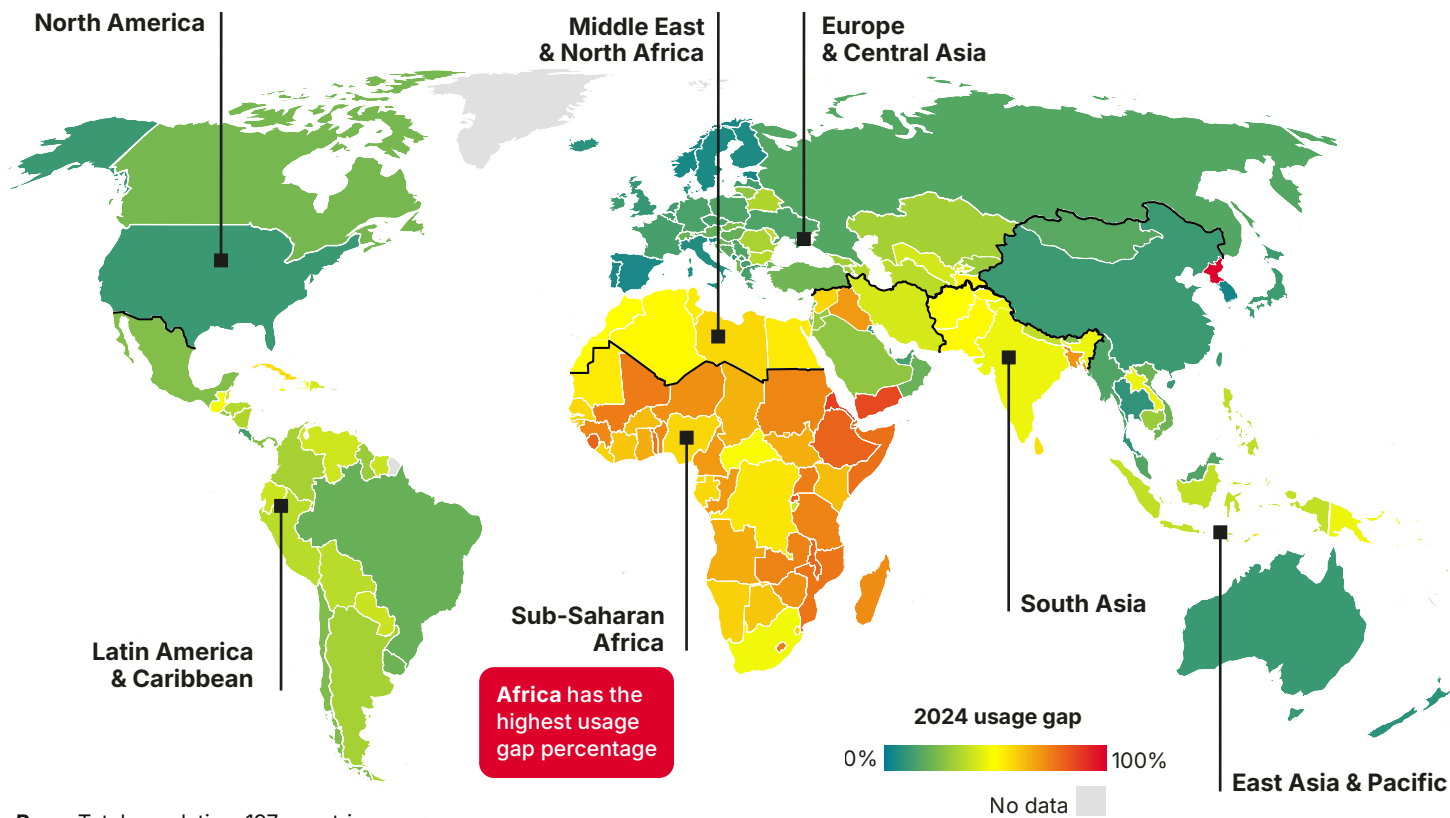 North America
Middle East
& North Africa
Europe
& Central Asia
Latin America
& Caribbean
Sub-Saharan
Africa
South Asia
Africa has the
highest usage
gap percentage
2024 usage gap
0%
100%
No data
East Asia & Pacific